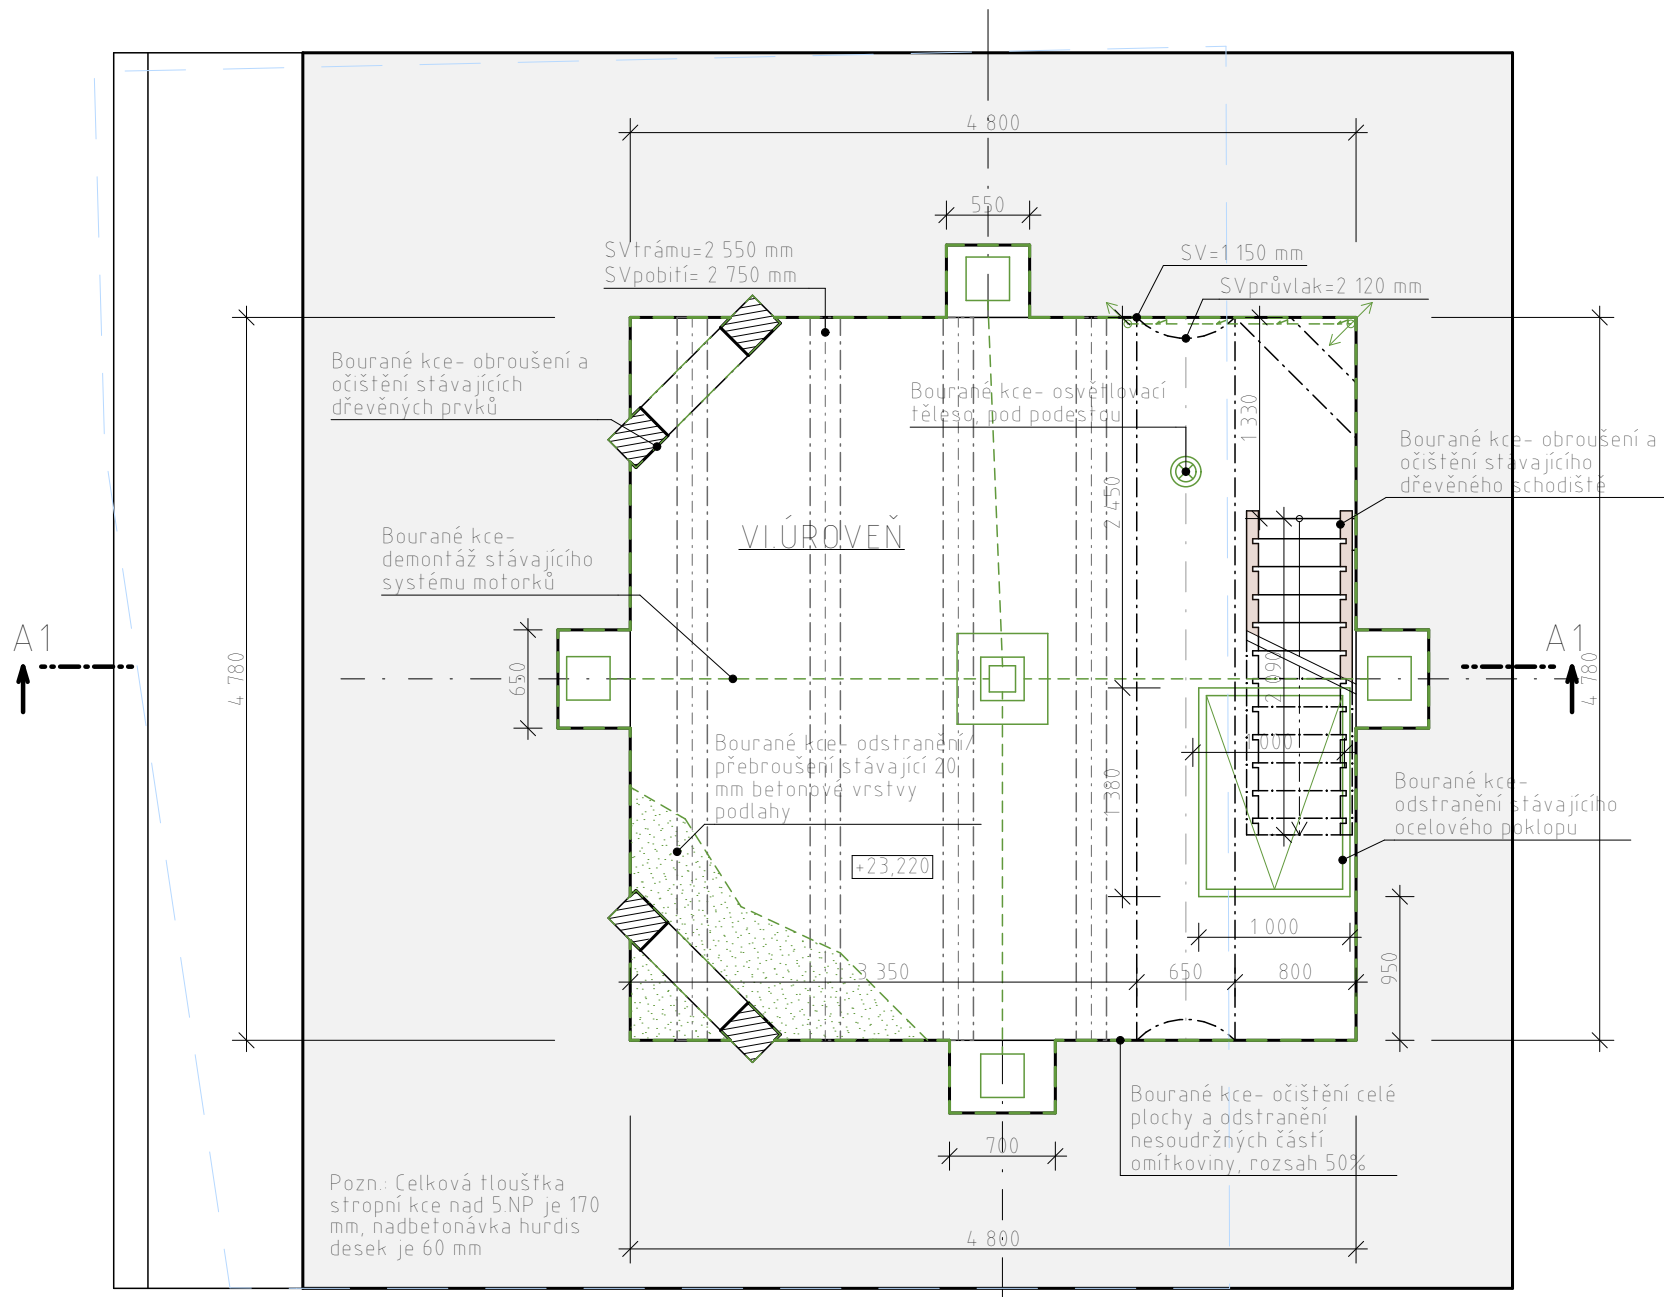 4 800
550
SVtrámu=2 550 mm
SVpobití= 2 750 mm
SV=1 150 mm
SVprůvlak=2 120 mm
Bourané kce- obroušení a
očištění stávajících
dřevěných prvků
Bourané kce- osvětlovací
těleso, pod podestou
1 330
Bourané kce- obroušení a
očištění stávajícího
dřevěného schodiště
2 450
VI.ÚROVEŇ
Bourané kce-
demontáž stávajícího
systému motorků
A1
A1
4 780
650
2 090
4 780
Bourané kce- odstranění/
přebroušení stávající 20
mm betonové vrstvy
podlahy
1 000
1380
Bourané kce-
odstranění stávajícího
ocelového poklopu
+23,220
1 000
950
3 350
650
800
Bourané kce- očištění celé
plochy a odstranění
nesoudržných částí
omítkoviny, rozsah 50%
700
Pozn.: Celková tloušťka
stropní kce nad 5.NP je 170
mm, nadbetonávka hurdis
desek je 60 mm
4 800